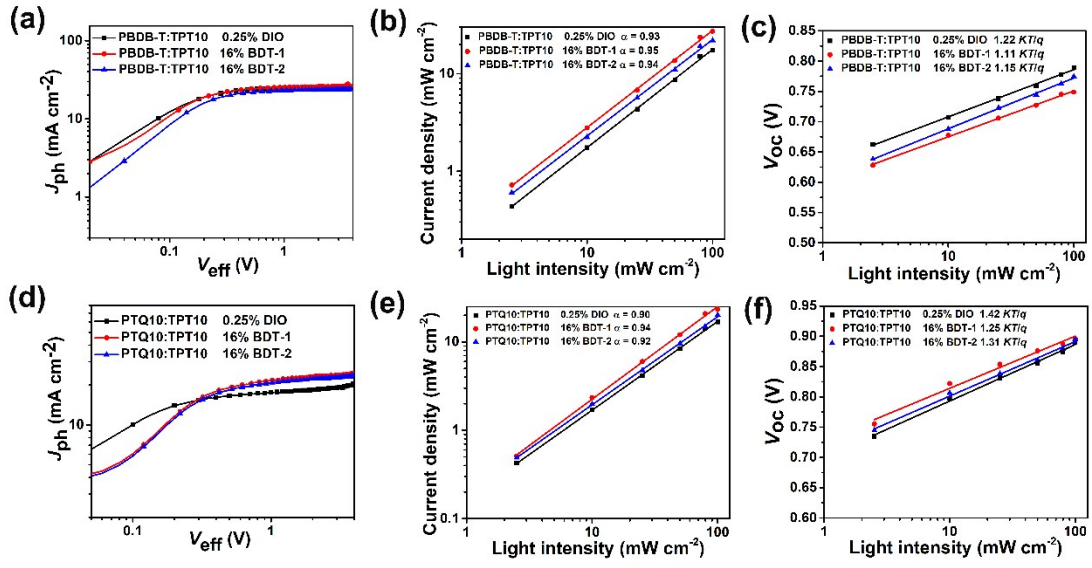 (a)
PBDB-T:TPT10 0.25% DIO
PBDB-T:TPT10 16% BDT-1
PBDB-T:TPT10 16% BDT-2
100
10
1
0.1
1
Jph (mA cm-2)
Veff (V)
(b)
PBDB-T:TPT10 0.25% DIO α = 0.93
PBDB-T:TPT10 16% BDT-1 α = 0.95
PBDB-T:TPT10 16% BDT-2 α = 0.94
10
1
1
10
100
Current density (mW cm-2)
Light intensity (mW cm-2)
(c)
PBDB-T:TPT10 0.25% DIO 1.22 KT/q
PBDB-T:TPT10 16% BDT-1 1.11 KT/q
PBDB-T:TPT10 16% BDT-2 1.15 KT/q
0.85
0.80
0.75
0.70
0.65
0.60
0.55
0.50
1
10
100
Voc (V)
Light intensity (mW cm-2)
(d)
PTQ10:TPT10 0.25% DIO
PTQ10:TPT10 16% BDT-1
PTQ10:TPT10 16% BDT-2
10
0.1
1
Jph (mA cm-2)
Veff (V)
(e)
PTQ10:TPT10 0.25% DIO α = 0.90
PTQ10:TPT10 16% BDT-1 α = 0.94
PTQ10:TPT10 16% BDT-2 α = 0.92
10
1
0.1
1
10
100
Current density (mW cm-2)
Light intensity (mW cm-2)
(f)
PTQ10:TPT10 0.25% DIO 1.42 KT/q
PTQ10:TPT10 16% BDT-1 1.25 KT/q
PTQ10:TPT10 16% BDT-2 1.31 KT/q
0.95
0.90
0.85
0.80
0.75
0.70
0.65
0.60
1
10
100
Voc (V)
Light intensity (mW cm-2)